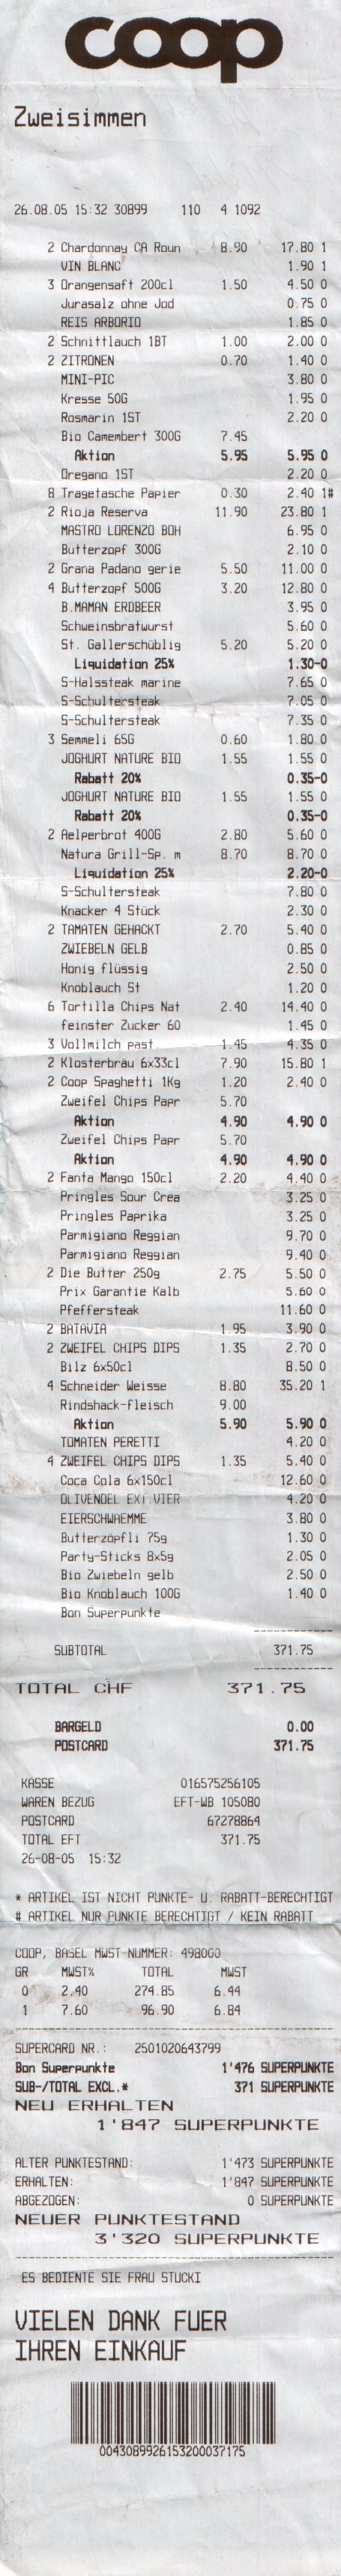 coop
Zweisimmen
26.08.05 15:32 30899 110 4 1092
2 Chardonnay CA Roun 8.90 17.80 1
VIN BLANC 1.90 1
3 Orangensaft 200cl 1.50 4.50 0
Jurasalz ohne Jod 0.75 0
REIS ARBORIO 1.85 0
2 Schnittlauch 1BT 1.00 2.00 0
2 ZITRONEN 0.70 1.40 0
MINI-PIC 3.80 0
Kresse 50G 1.95 0
Rosmarin 1ST 2.20 0
Bio Camembert 300G 7.45
Aktion 5.95 5.95 0
Oregano 1ST 2.20 0
8 Tragetasche Papier 0.30 2.40 1#
2 Rioja Reserva 11.90 23.80 1
MASTRO LORENZO BOH 6.95 0
Butterzopf 300G 2.10 0
2 Grana Padano gerie 5.50 11.00 0
4 Butterzopf 500G 3.20 12.80 0
B.MAMAN ERDBEER 3.95 0
Schweinsbratwurst 5.60 0
St. Gallerschüblig 5.20 5.20 0
Liquidation 25% 1.30-0
S-Halssteak marine 7.65 0
S-Schultersteak 7.05 0
S-Schultersteak 7.35 0
3 Semmeli 65G 0.60 1.80 0
JOGHURT NATURE BIO 1.55 1.55 0
Rabatt 20% 0.35-0
JOGHURT NATURE BIO 1.55 1.55 0
Rabatt 20% 0.35-0
2 Aelperbrot 400G 2.80 5.60 0
Natura Grill-Sp. m 8.70 8.70 0
Liquidation 25% 2.20-0
S-Schultersteak 7.80 0
Knacker 4 Stück 2.30 0
2 TAMATEN GEHACKT 2.70 5.40 0
ZWIEBELN GELB 0.85 0
Honig flüssig 2.50 0
Knoblauch St 1.20 0
6 Tortilla Chips Nat 2.40 14.40 0
feinster Zucker 60 1.45 0
3 Vollmilch past. 1.45 4.35 0
2 Klosterbräu 6x33cl 7.90 15.80 1
2 Coop Spaghetti 1Kg 1.20 2.40 0
Zweifel Chips Papr 5.70
Aktion 4.90 4.90 0
Zweifel Chips Papr 5.70
Aktion 4.90 4.90 0
2 Fanta Mango 150cl 2.20 4.40 0
Pringles Sour Crea 3.25 0
Pringles Paprika 3.25 0
Parmigiano Reggian 9.70 0
Parmigiano Reggian 9.40 0
2 Die Butter 250g 2.75 5.50 0
Prix Garantie Kalb 5.60 0
Pfeffersteak 11.60 0
2 BATAVIA 1.95 3.90 0
2 ZWEIFEL CHIPS DIPS 1.35 2.70 0
Bilz 6x50cl 8.50 0
4 Schneider Weisse 8.80 35.20 1
Rindshack-fleisch 9.00
Aktion 5.90 5.90 0
TOMATEN PERETTI 4.20 0
4 ZWEIFEL CHIPS DIPS 1.35 5.40 0
Coca Cola 6x150cl 12.60 0
OLIVENOEL EXT.VIER 4.20 0
EIERSCHWAEMME 3.80 0
Butterzöpfli 75g 1.30 0
Party-Sticks 8x5g 2.05 0
Bio Zwiebeln gelb 2.50 0
Bio Knoblauch 100G 1.40 0
Bon Superpunkte
SUBTOTAL 371.75
TOTAL CHF 371.75
BARGELD 0.00
POSTCARD 371.75
KASSE 016575256105
WAREN BEZUG EFT-WB 105080
POSTCARD 67278864
TOTAL EFT 371.75
26-08-05 15:32
* ARTIKEL IST NICHT PUNKTE- U. RABATT-BERECHTIGT
# ARTIKEL NUR PUNKTE BERECHTIGT / KEIN RABATT
COOP, BASEL MWST-NUMMER: 498000
GR MWST% TOTAL MWST
0 2.40 274.85 6.44
1 7.60 96.90 6.84
SUPERCARD NR.: 2501020643799
Bon Superpunkte 1'476 SUPERPUNKTE
SUB-/TOTAL EXCL.* 371 SUPERPUNKTE
NEU ERHALTEN
1'847 SUPERPUNKTE
ALTER PUNKTESTAND: 1'473 SUPERPUNKTE
ERHALTEN: 1'847 SUPERPUNKTE
ABGEZOGEN: 0 SUPERPUNKTE
NEUER PUNKTESTAND
3'320 SUPERPUNKTE
ES BEDIENTE SIE FRAU STUCKI
VIELEN DANK FUER
IHREN EINKAUF
0043089926153200037175